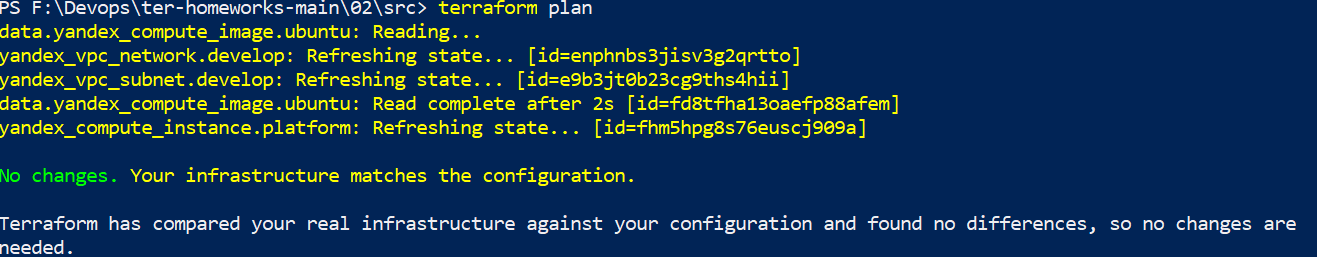 PS F:\Devops\ter-homeworks-main\02\src> terraform plan
data.yandex_compute_image.ubuntu: Reading...
yandex_vpc_network.develop: Refreshing state... [id=enphnbs3jisv3g2qrtto]
yandex_vpc_subnet.develop: Refreshing state... [id=e9b3jt0b23cg9ths4hii]
data.yandex_compute_image.ubuntu: Read complete after 2s [id=fd8tfha13oaefp88afem]
yandex_compute_instance.platform: Refreshing state... [id=fhm5hpg8s76euscj909a]
No changes. Your infrastructure matches the configuration.
Terraform has compared your real infrastructure against your configuration and found no differences, so no changes are
needed.